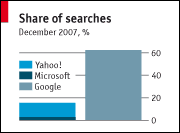 Share of searches
December 2007, %
60
Yahoo!
Microsoft
40
Google
20
0